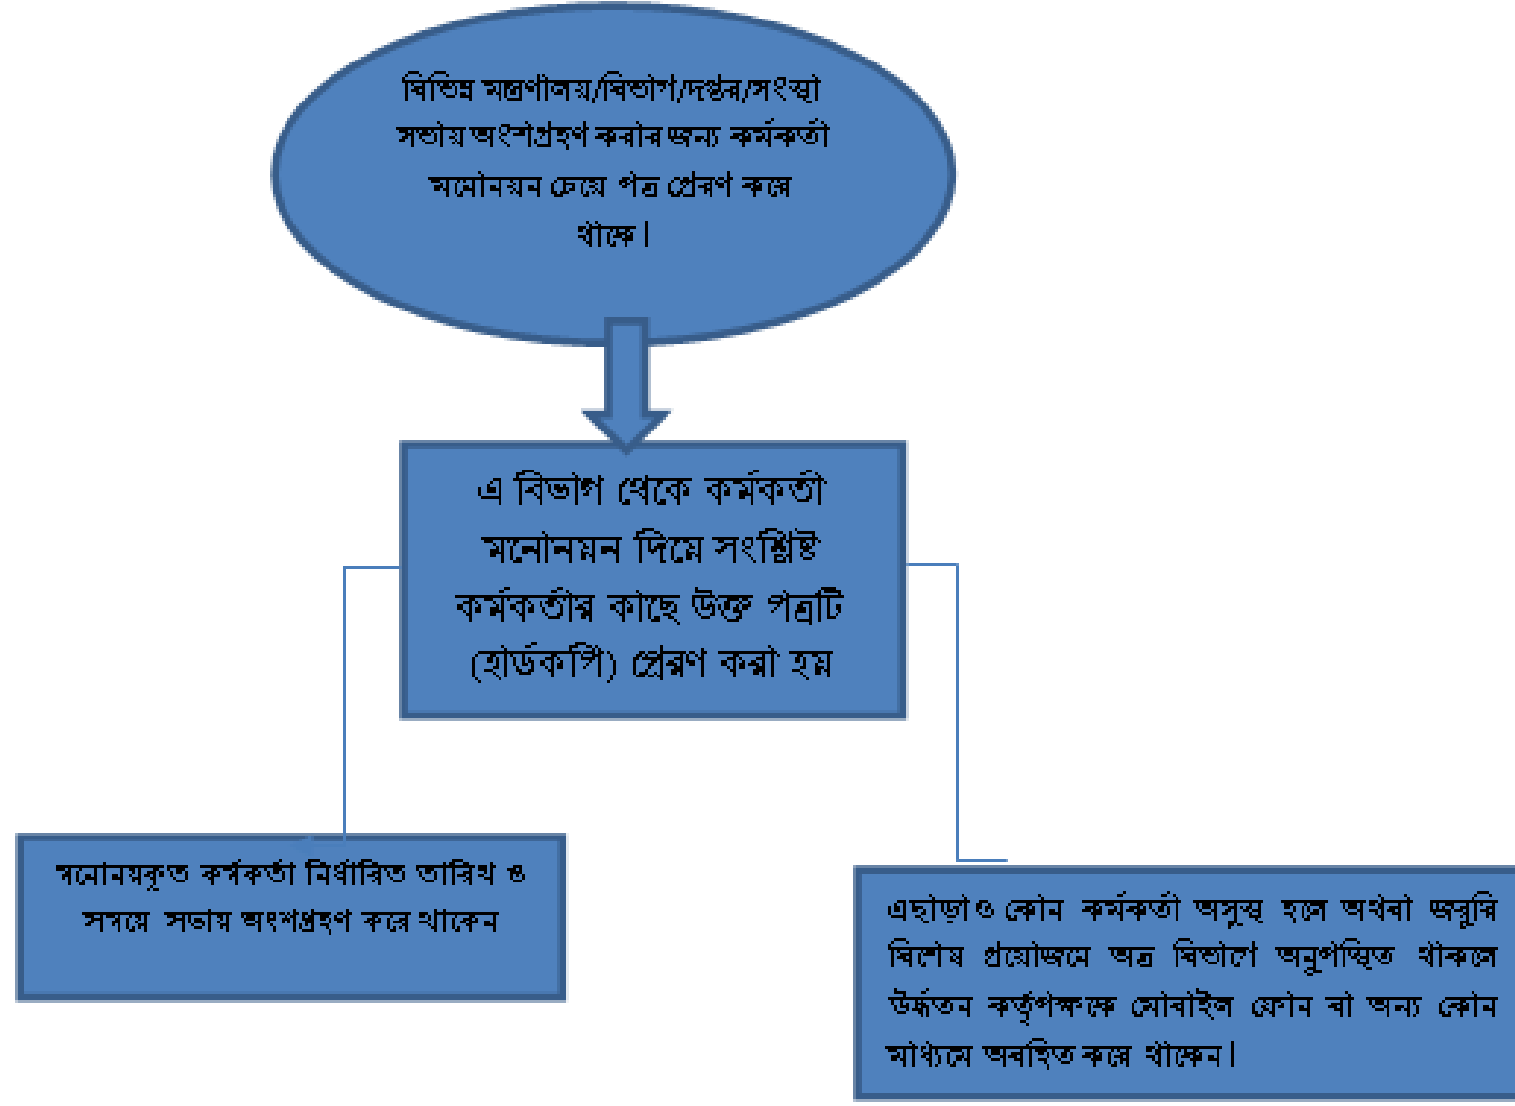 বিভিন্ন মন্ত্রণালয়/বিভাগ/দপ্তর/সংস্থা
সভায় অংশগ্রহণ করার জন্য কর্মকর্তা
মনোনয়ন চেয়ে পত্র প্রেরণ করে
থাকে।
এ বিভাগ থেকে কর্মকর্তা
মনোনয়ন দিয়ে সংশ্লিষ্ট
কর্মকর্তার কাছে উক্ত পত্রটি
(হার্ডকপি) প্রেরণ করা হয়
মনোনয়কৃত কর্মকর্তা নির্ধারিত তারিখ ও
সময়ে সভায় অংশগ্রহণ করে থাকেন
এছাড়াও কোন কর্মকর্তা অসুস্থ হলে অথবা জরুরি
বিশেষ প্রয়োজনে অত্র বিভাগে অনুপস্থিত থাকলে
উর্দ্ধতন কর্তৃপক্ষকে মোবাইল ফোন বা অন্য কোন
মাধ্যমে অবহিত করে থাকেন।